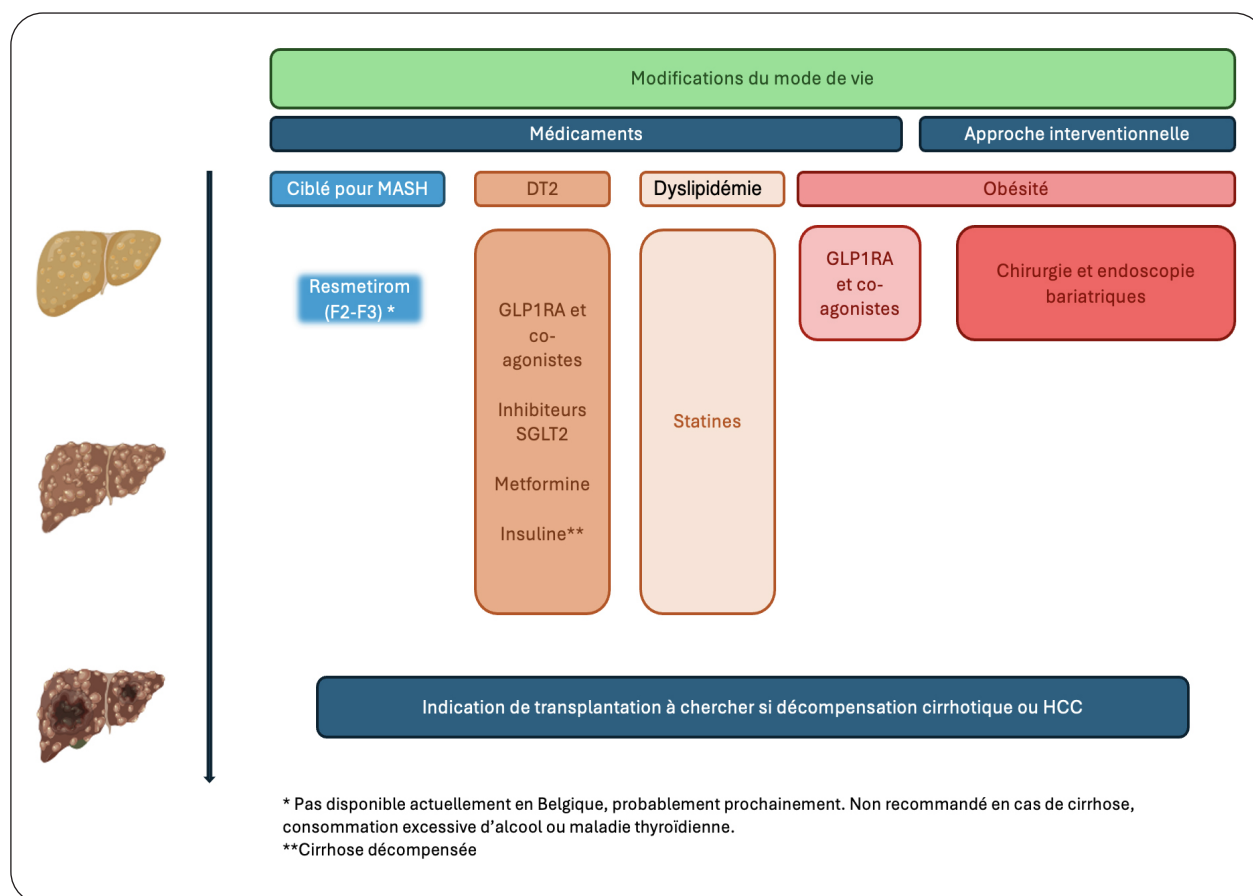 Modifications du mode de vie
Médicaments
Approche interventionnelle
Ciblé pour MASH
DT2
Dyslipidémie
Obésité
Resmetirom
(F2-F3) *
GLP1RA et
co-
agonistes
Inhibiteurs
SGLT2
Metformine
Insuline**
Statines
GLP1RA
et co-
agonistes
Chirurgie et endoscopie
bariatriques
Indication de transplantation à chercher si décompensation cirrhotique ou HCC
* Pas disponible actuellement en Belgique, probablement prochainement. Non recommandé en cas de cirrhose,
consommation excessive d’alcool ou maladie thyroïdienne.
**Cirrhose décompensée